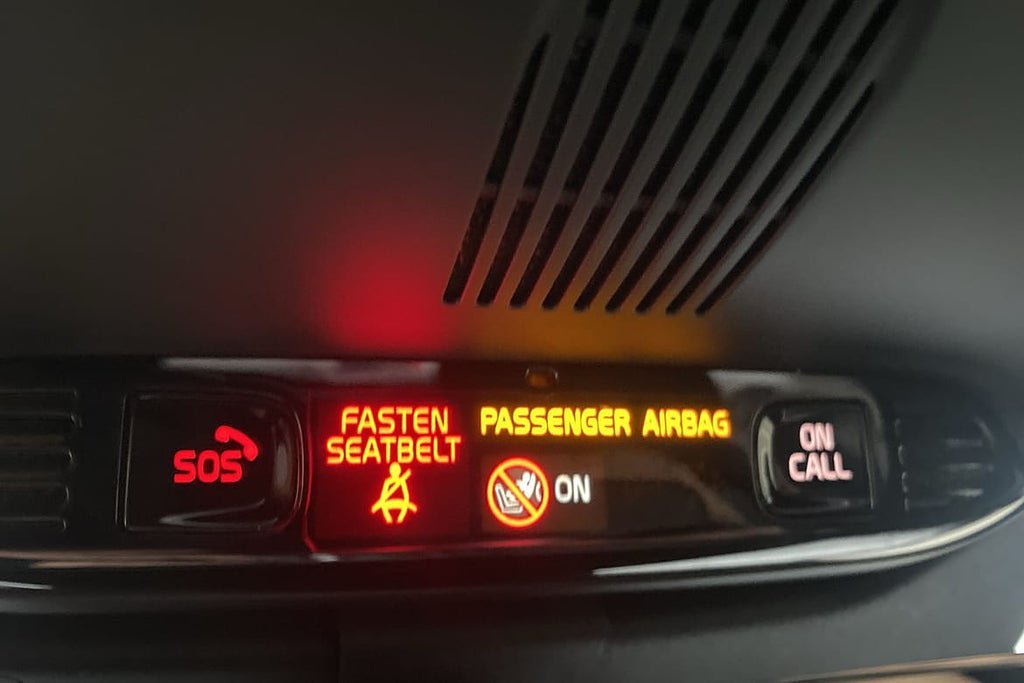 SOS
FASTEN
SEATBELT
PASSENGER AIRBAG
ON
ON
CALL